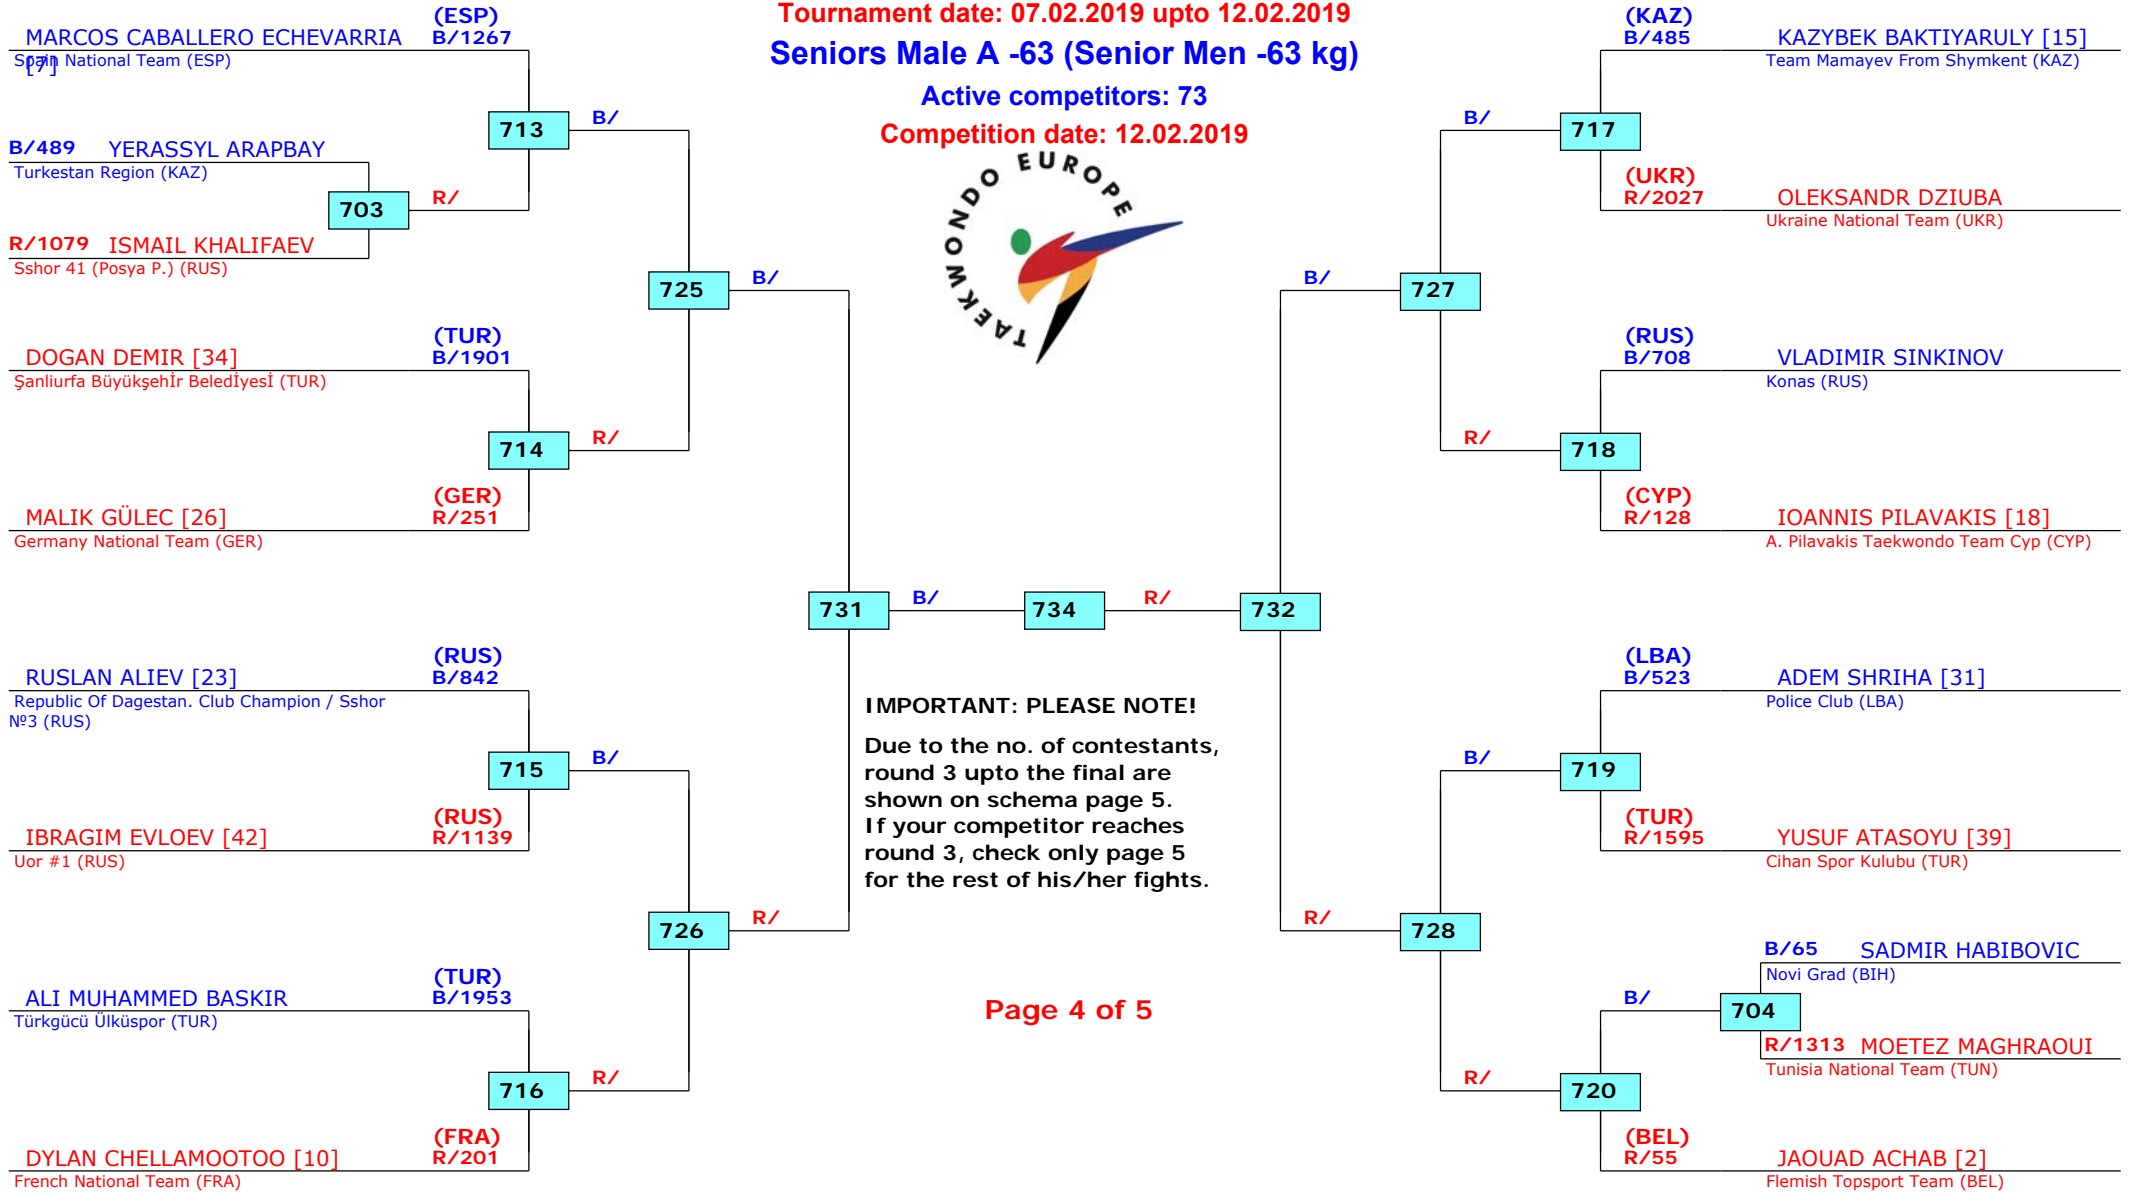 Tournament date: 07.02.2019 upto 12.02.2019
Seniors Male A -63 (Senior Men -63 kg)
Active competitors: 73
Competition date: 12.02.2019
TAEKWONDO EUROPE
(ESP)
MARCOS CABALLERO ECHEVARRIA B/1267
[7]
Spain National Team (ESP)
713
B/
B/489 YERASSYL ARAPBAY
Turkestan Region (KAZ)
703
R/
R/1079 ISMAIL KHALIFAEV
Sshor 41 (Posya P.) (RUS)
725
B/
(TUR)
DOGAN DEMIR [34] B/1901
Şanliurfa Büyükşehİr Beledİyesİ (TUR)
714
R/
(GER)
MALIK GÜLEC [26] R/251
Germany National Team (GER)
731
B/
734
R/
732
(RUS)
RUSLAN ALIEV [23] B/842
Republic Of Dagestan. Club Champion / Sshor
№3 (RUS)
715
B/
(RUS)
IBRAGIM EVLOEV [42] R/1139
Uor #1 (RUS)
726
R/
(TUR)
ALI MUHAMMED BASKIR B/1953
Türkgücü Ülküspor (TUR)
716
R/
(FRA)
DYLAN CHELLAMOOTOO [10] R/201
French National Team (FRA)
IMPORTANT: PLEASE NOTE!
Due to the no. of contestants,
round 3 upto the final are
shown on schema page 5.
If your competitor reaches
round 3, check only page 5
for the rest of his/her fights.
Page 4 of 5
(KAZ)
B/485 KAZYBEK BAKTIYARULY [15]
Team Mamayev From Shymkent (KAZ)
B/
717
(UKR)
R/2027 OLEKSANDR DZIUBA
Ukraine National Team (UKR)
B/
727
(RUS)
B/708 VLADIMIR SINKINOV
Konas (RUS)
R/
718
(CYP)
R/128 IOANNIS PILAVAKIS [18]
A. Pilavakis Taekwondo Team Cyp (CYP)
(LBA)
B/523 ADEM SHRIHA [31]
Police Club (LBA)
B/
719
(TUR)
R/1595 YUSUF ATASOYU [39]
Cihan Spor Kulubu (TUR)
R/
728
B/65 SADMIR HABIBOVIC
Novi Grad (BIH)
B/
704
R/1313 MOETEZ MAGHRAOUI
Tunisia National Team (TUN)
R/
720
(BEL)
R/55 JAOUAD ACHAB [2]
Flemish Topsport Team (BEL)